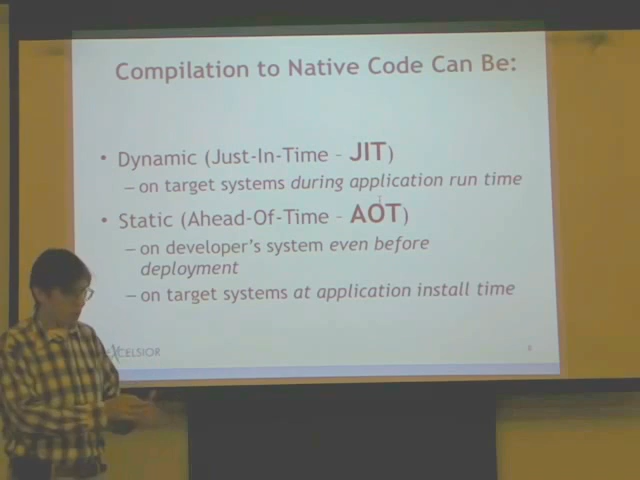 Compilation to Native Code Can Be:
• Dynamic (Just-In-Time – JIT)
– on target systems during application run time
• Static (Ahead-Of-Time – AOT)
– on developer's system even before
deployment
– on target systems at application install time
EXCELSIOR